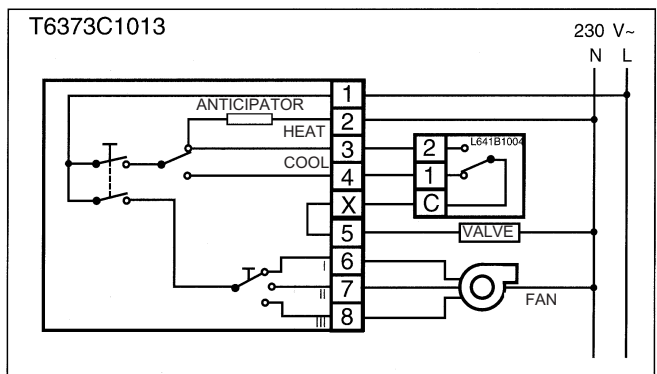 T6373C1013
230 V~
N L
1
ANTICIPATOR
2
HEAT
3
COOL
4
X
5
6
7
8
I
II
III
2
L641B1004
1
C
VALVE
FAN